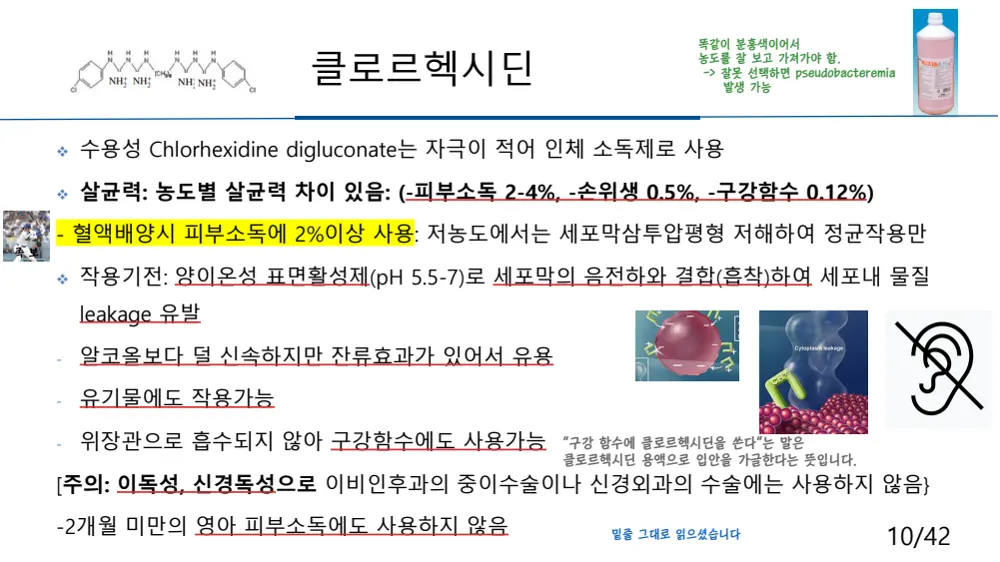 클로르헥시딘
똑같이 분홍색이어서
농도를 잘 보고 가져가야 함.
-> 잘못 선택하면 pseudobacteremia
발생 가능
❖ 수용성 Chlorhexidine digluconate는 자극이 적어 인체 소독제로 사용
❖ 살균력: 농도별 살균력 차이 있음: (-피부소독 2-4%, -손위생 0.5%, -구강함수 0.12%)
- 혈액배양시 피부소독에 2%이상 사용: 저농도에서는 세포막삼투압평형 저해하여 정균작용만
❖ 작용기전: 양이온성 표면활성제(pH 5.5-7)로 세포막의 음전하와 결합(흡착)하여 세포내 물질
leakage 유발
- 알코올보다 덜 신속하지만 잔류효과가 있어서 유용
- 유기물에도 작용가능
- 위장관으로 흡수되지 않아 구강함수에도 사용가능
Cytoplasm leakage
"구강 함수에 클로르헥시딘을 쓴다"는 말은
클로르헥시딘 용액으로 입안을 가글한다는 뜻입니다.
[주의: 이독성, 신경독성으로 이비인후과의 중이수술이나 신경외과의 수술에는 사용하지 않음}
-2개월 미만의 영아 피부소독에도 사용하지 않음
밑줄 그대로 읽으셨습니다
10/42